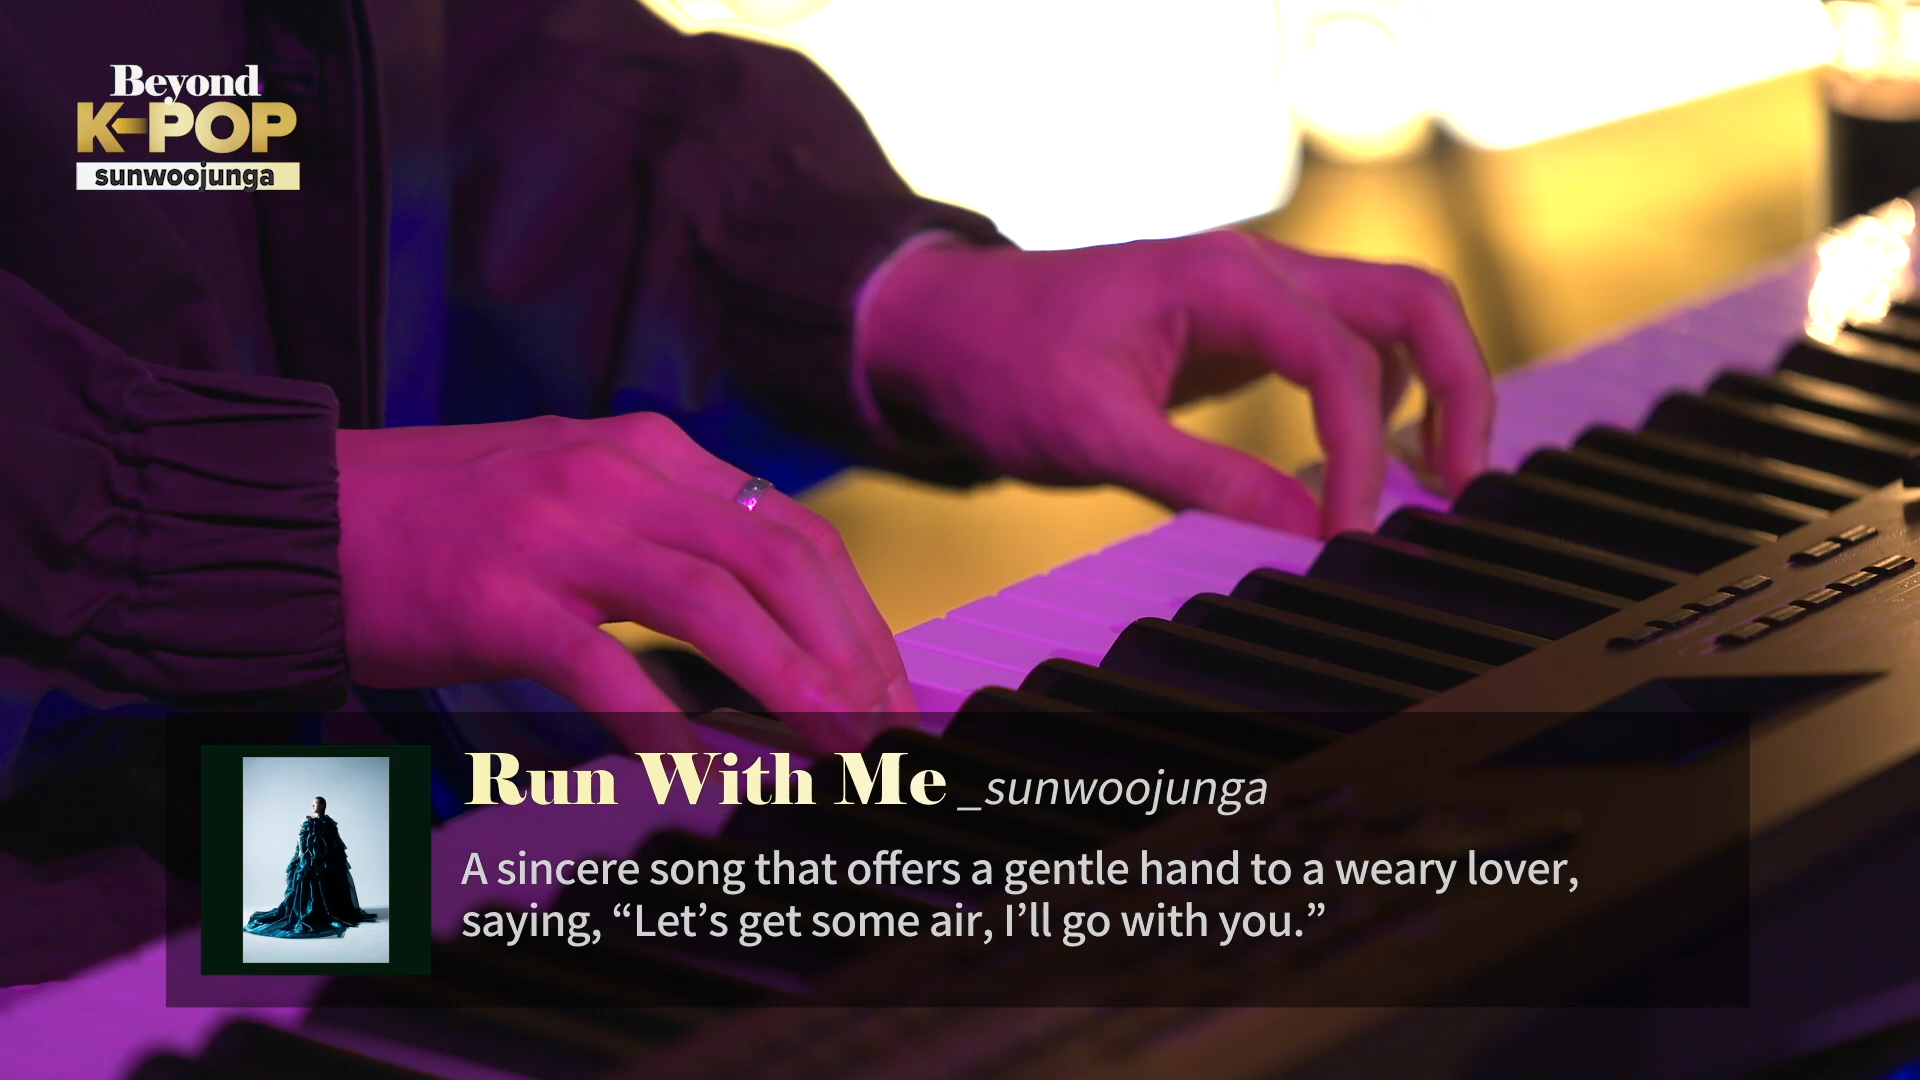 Beyond
K-POP
sunwoojunga
Run With Me _sunwoojunga
A sincere song that offers a gentle hand to a weary lover,
saying, “Let’s get some air, I’ll go with you.”